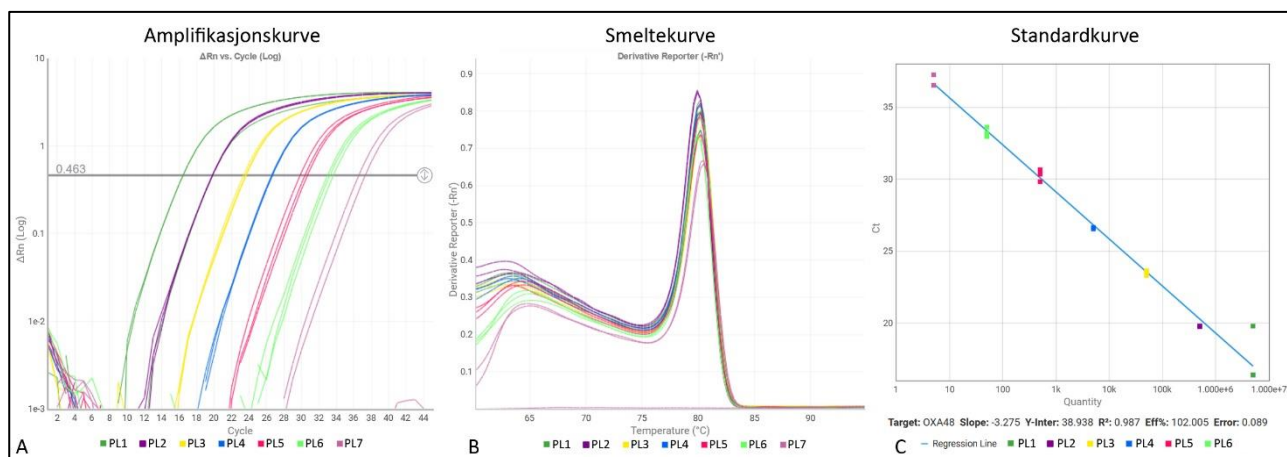 Amplifikasjonskurve
ΔRn vs. Cycle (Log)
10
1
0.1
1e-2
1e-3
ΔRn (Log)
0.463
2 4 6 8 10 12 14 16 18 20 22 24 26 28 30 32 34 36 38 40 42 44
Cycle
A
PL1 PL2 PL3 PL4 PL5 PL6 PL7
Smeltekurve
Derivative Reporter (-Rn')
0.9
0.8
0.7
0.6
0.5
0.4
0.3
0.2
0.1
Derivative Reporter (-Rn')
65 70 75 80 85 90
Temperature (°C)
B
PL1 PL2 PL3 PL4 PL5 PL6 PL7
Standardkurve
35
30
25
20
Ct
1 10 100 1k 10k 100k 1.000e+6 1.000e+7
Quantity
Target: OXA48 Slope: -3.275 Y-Inter: 38.938 R²: 0.987 Eff%: 102.005 Error: 0.089
C
Regression Line PL1 PL2 PL3 PL4 PL5 PL6